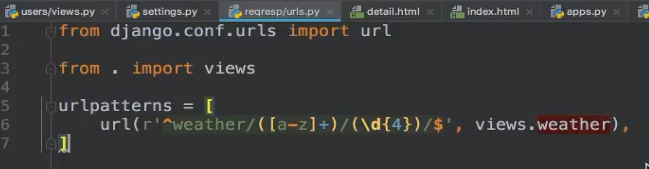 users/views.py × settings.py × reqresp/urls.py × detail.html × index.html × apps.py ×
1 from django.conf.urls import url
2
3 from . import views
4
5 urlpatterns = [
6 url(r'^weather/([a-z]+)/(\d{4})/$', views.weather),
7 ]